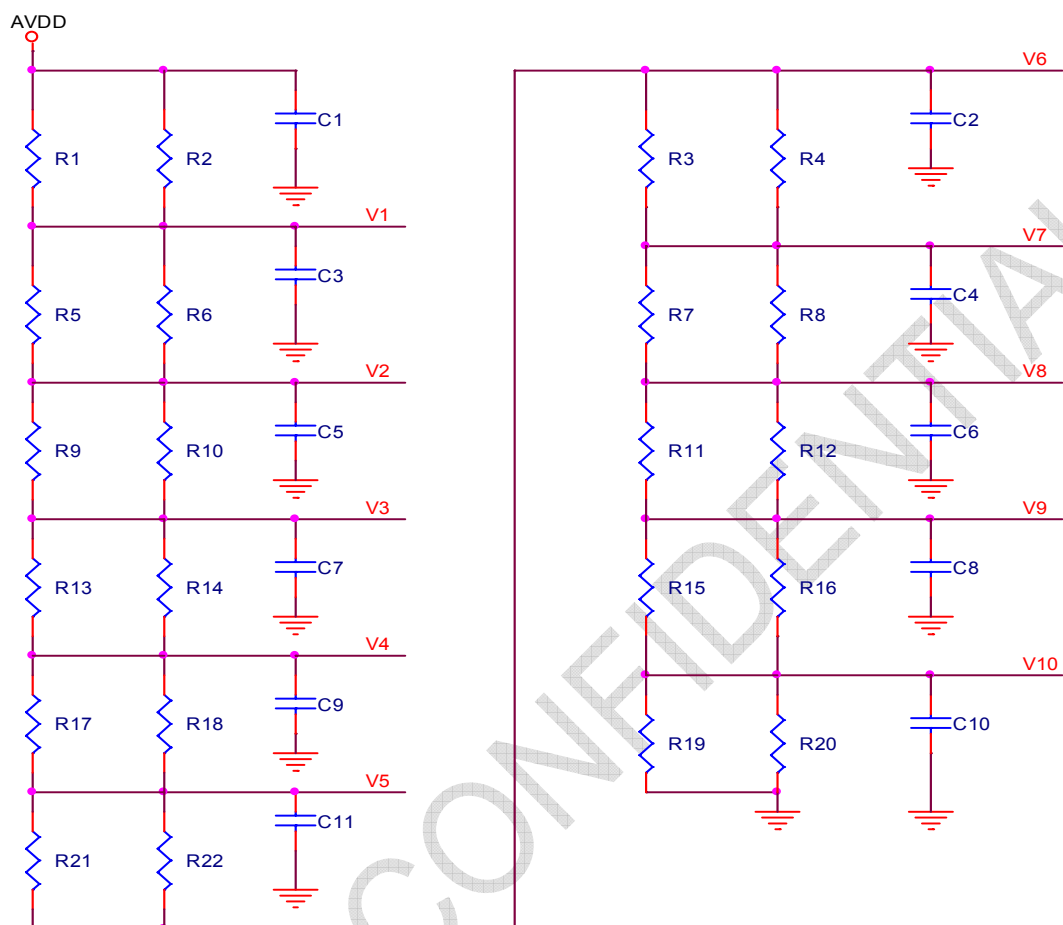 AVDD
V6
C1
C2
R1
R2
R3
R4
V1
V7
C3
C4
R5
R6
R7
R8
V2
V8
C5
C6
R9
R10
R11
R12
V3
V9
C7
C8
R13
R14
R15
R16
V4
V10
C9
C10
R17
R18
R19
R20
V5
C11
R21
R22
CONFIDENTIAL